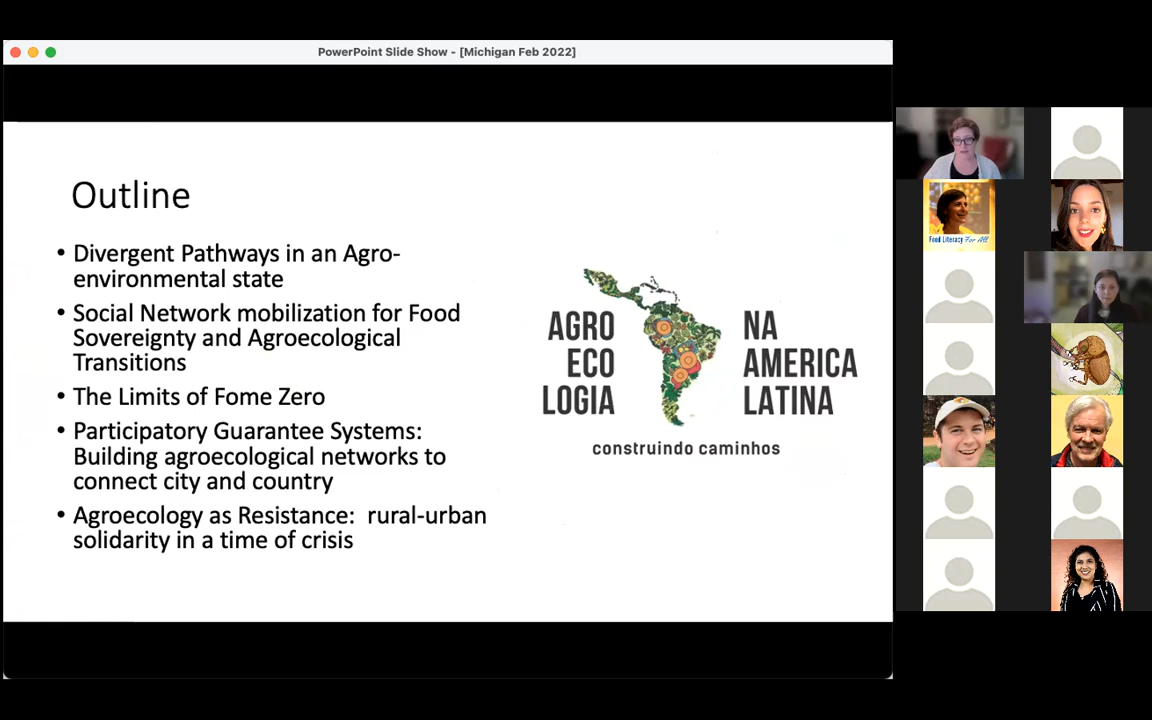 PowerPoint Slide Show - [Michigan Feb 2022]
Outline
• Divergent Pathways in an Agro-
environmental state
• Social Network mobilization for Food
Sovereignty and Agroecological
Transitions
• The Limits of Fome Zero
• Participatory Guarantee Systems:
Building agroecological networks to
connect city and country
• Agroecology as Resistance:  rural-urban
solidarity in a time of crisis
AGRO
ECO
LOGIA
NA
AMERICA
LATINA
construindo caminhos
Food Literacy For All